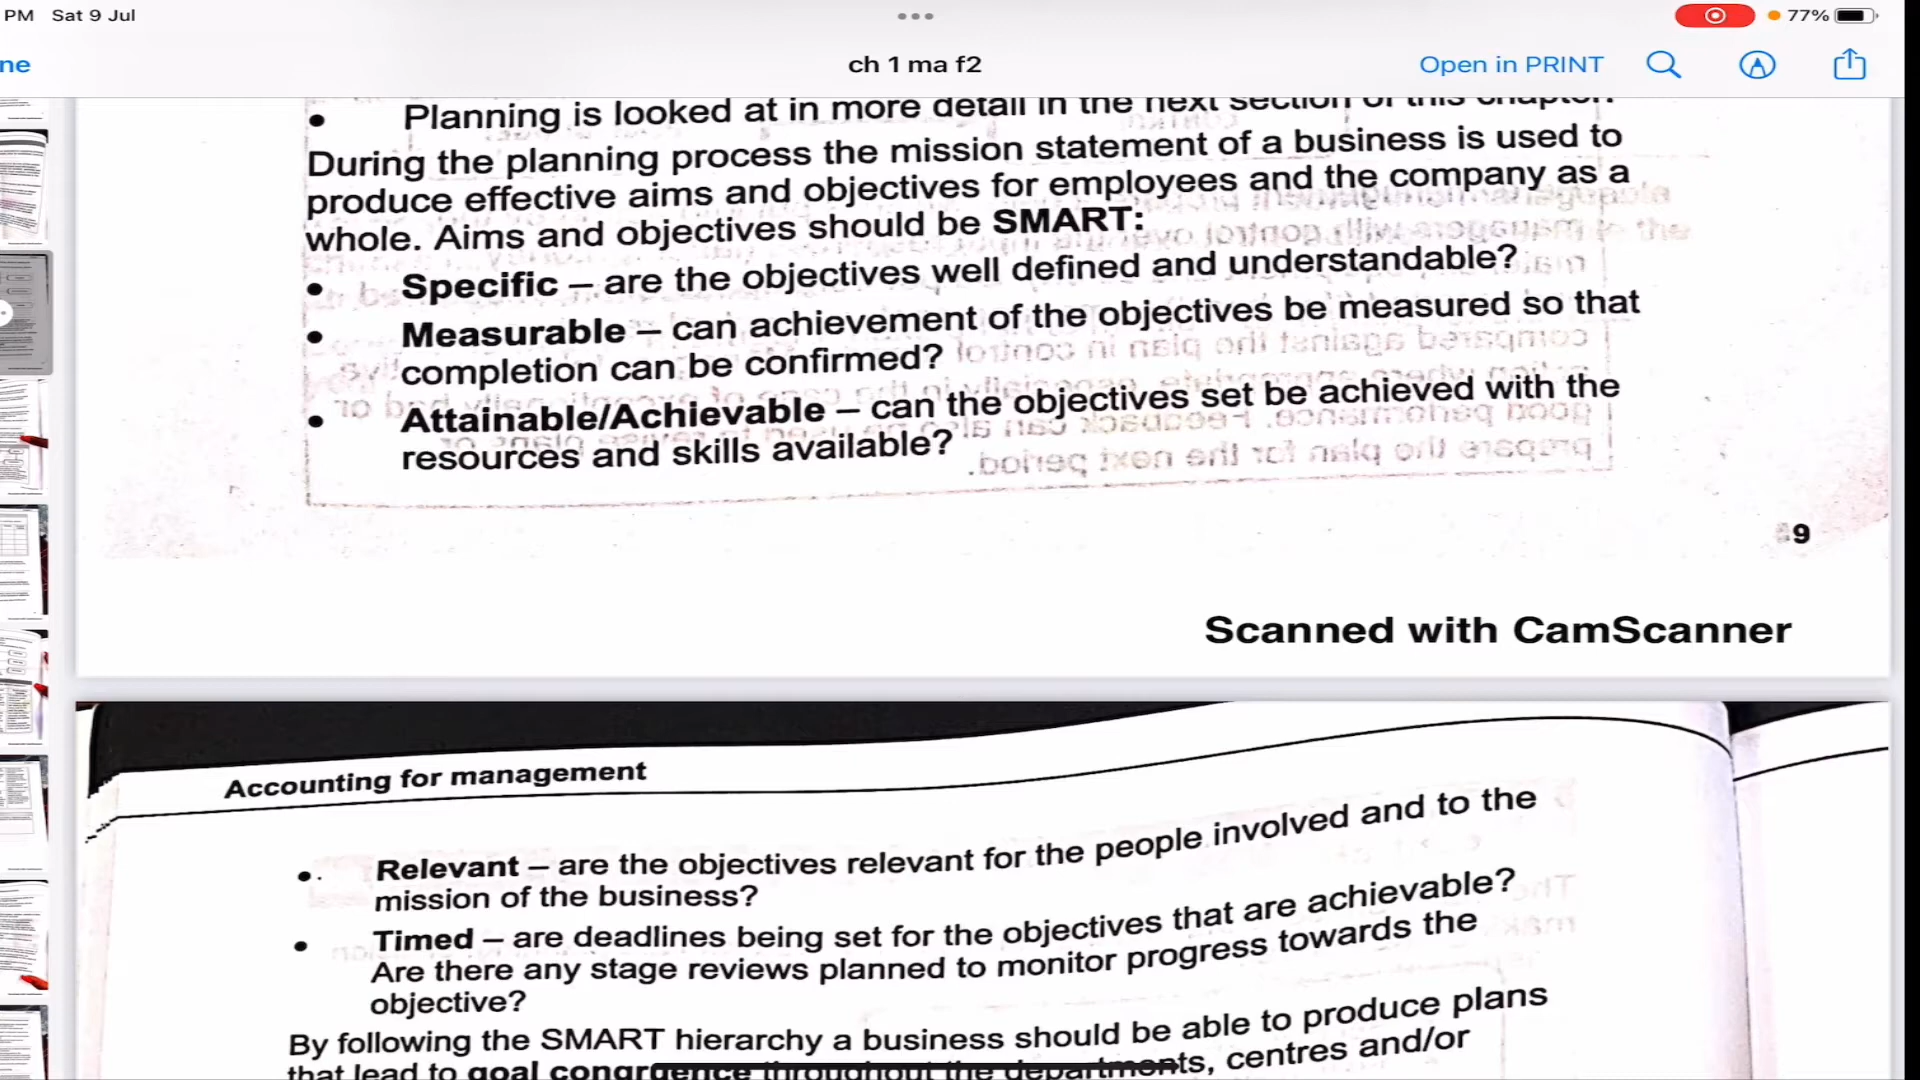 PM Sat 9 Jul
77%
ne
ch 1 ma f2
Open in PRINT
• Planning is looked at in more detail in the next section of this chapter.
During the planning process the mission statement of a business is used to
produce effective aims and objectives for employees and the company as a
whole. Aims and objectives should be SMART:
• Specific – are the objectives well defined and understandable?
• Measurable – can achievement of the objectives be measured so that
completion can be confirmed?
• Attainable/Achievable – can the objectives set be achieved with the
resources and skills available?
9
Scanned with CamScanner
Accounting for management
• Relevant – are the objectives relevant for the people involved and to the
mission of the business?
• Timed – are deadlines being set for the objectives that are achievable?
Are there any stage reviews planned to monitor progress towards the
objective?
By following the SMART hierarchy a business should be able to produce plans
that lead to goal congruence throughout the departments, centres and/or